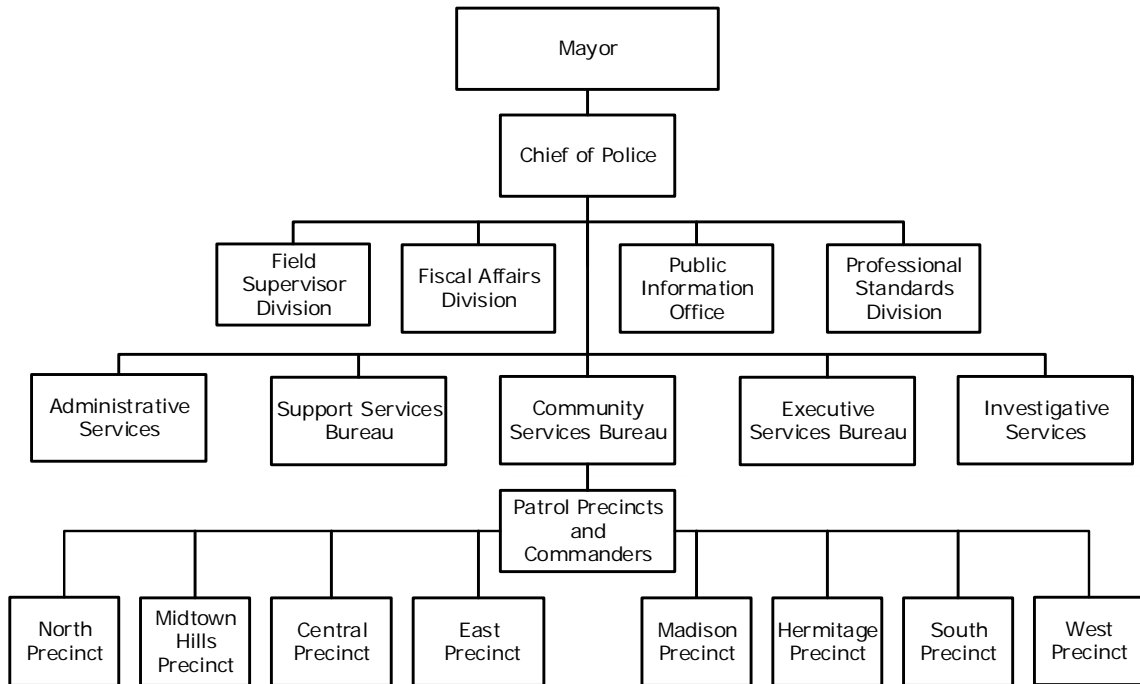 Mayor
Chief of Police
Field
Supervisor
Division
Fiscal Affairs
Division
Public
Information
Office
Professional
Standards
Division
Administrative
Services
Support Services
Bureau
Community
Services Bureau
Executive
Services Bureau
Investigative
Services
Patrol Precincts
and
Commanders
North
Precinct
Midtown
Hills
Precinct
Central
Precinct
East
Precinct
Madison
Precinct
Hermitage
Precinct
South
Precinct
West
Precinct